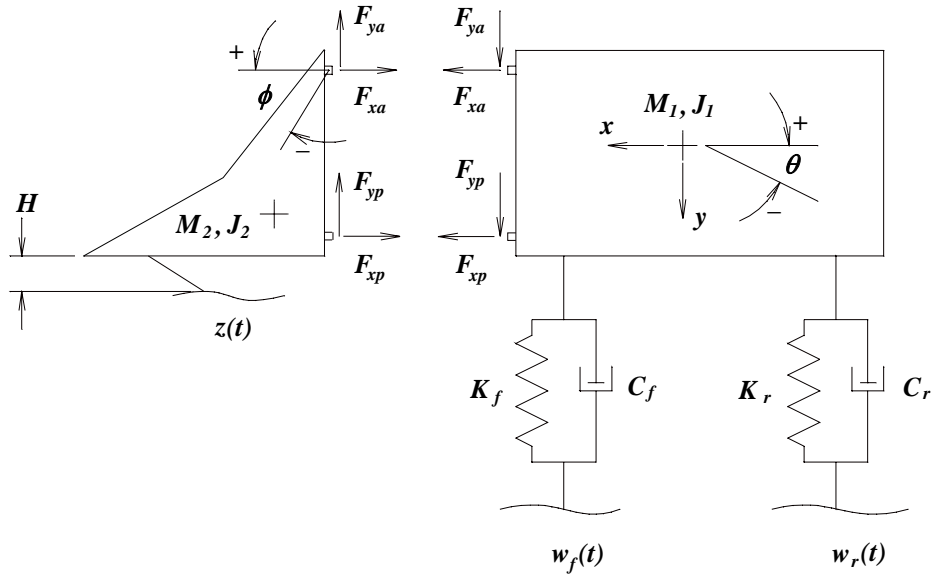 F_ya
F_ya
+
F_xa
F_xa
ϕ
M_1, J_1
+
x
θ
−
F_yp
F_yp
−
H
M_2, J_2
y
F_xp
F_xp
z(t)
K_f
C_f
K_r
C_r
w_f(t)
w_r(t)